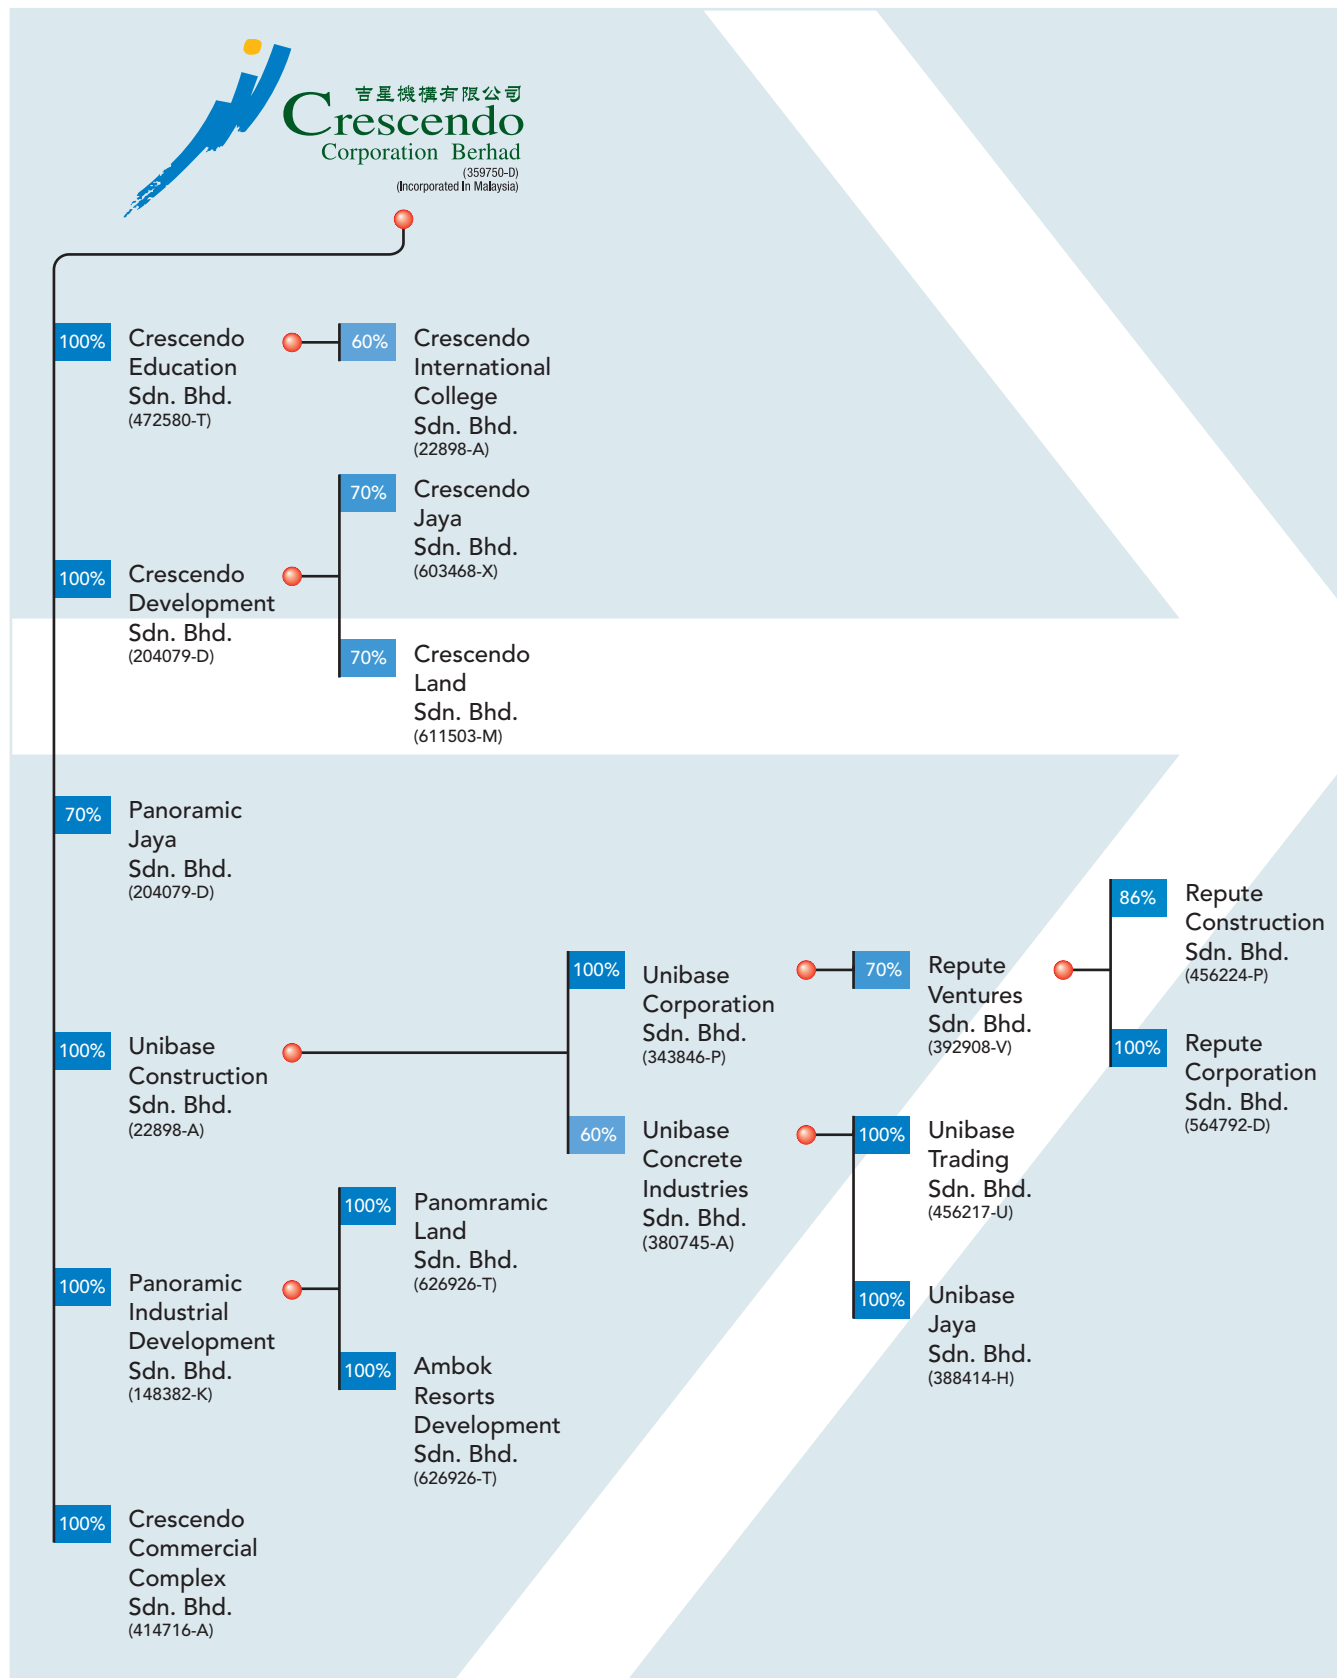 吉星機構有限公司
Crescendo
Corporation Berhad
(359750-D)
(Incorporated In Malaysia)
100%
Crescendo
Education
Sdn. Bhd.
(472580-T)
60%
Crescendo
International
College
Sdn. Bhd.
(22898-A)
100%
Crescendo
Development
Sdn. Bhd.
(204079-D)
70%
Crescendo
Jaya
Sdn. Bhd.
(603468-X)
70%
Crescendo
Land
Sdn. Bhd.
(611503-M)
70%
Panoramic
Jaya
Sdn. Bhd.
(204079-D)
100%
Unibase
Construction
Sdn. Bhd.
(22898-A)
100%
Unibase
Corporation
Sdn. Bhd.
(343846-P)
70%
Repute
Ventures
Sdn. Bhd.
(392908-V)
86%
Repute
Construction
Sdn. Bhd.
(456224-P)
100%
Repute
Corporation
Sdn. Bhd.
(564792-D)
60%
Unibase
Concrete
Industries
Sdn. Bhd.
(380745-A)
100%
Unibase
Trading
Sdn. Bhd.
(456217-U)
100%
Unibase
Jaya
Sdn. Bhd.
(388414-H)
100%
Panoramic
Industrial
Development
Sdn. Bhd.
(148382-K)
100%
Panomramic
Land
Sdn. Bhd.
(626926-T)
100%
Ambok
Resorts
Development
Sdn. Bhd.
(626926-T)
100%
Crescendo
Commercial
Complex
Sdn. Bhd.
(414716-A)